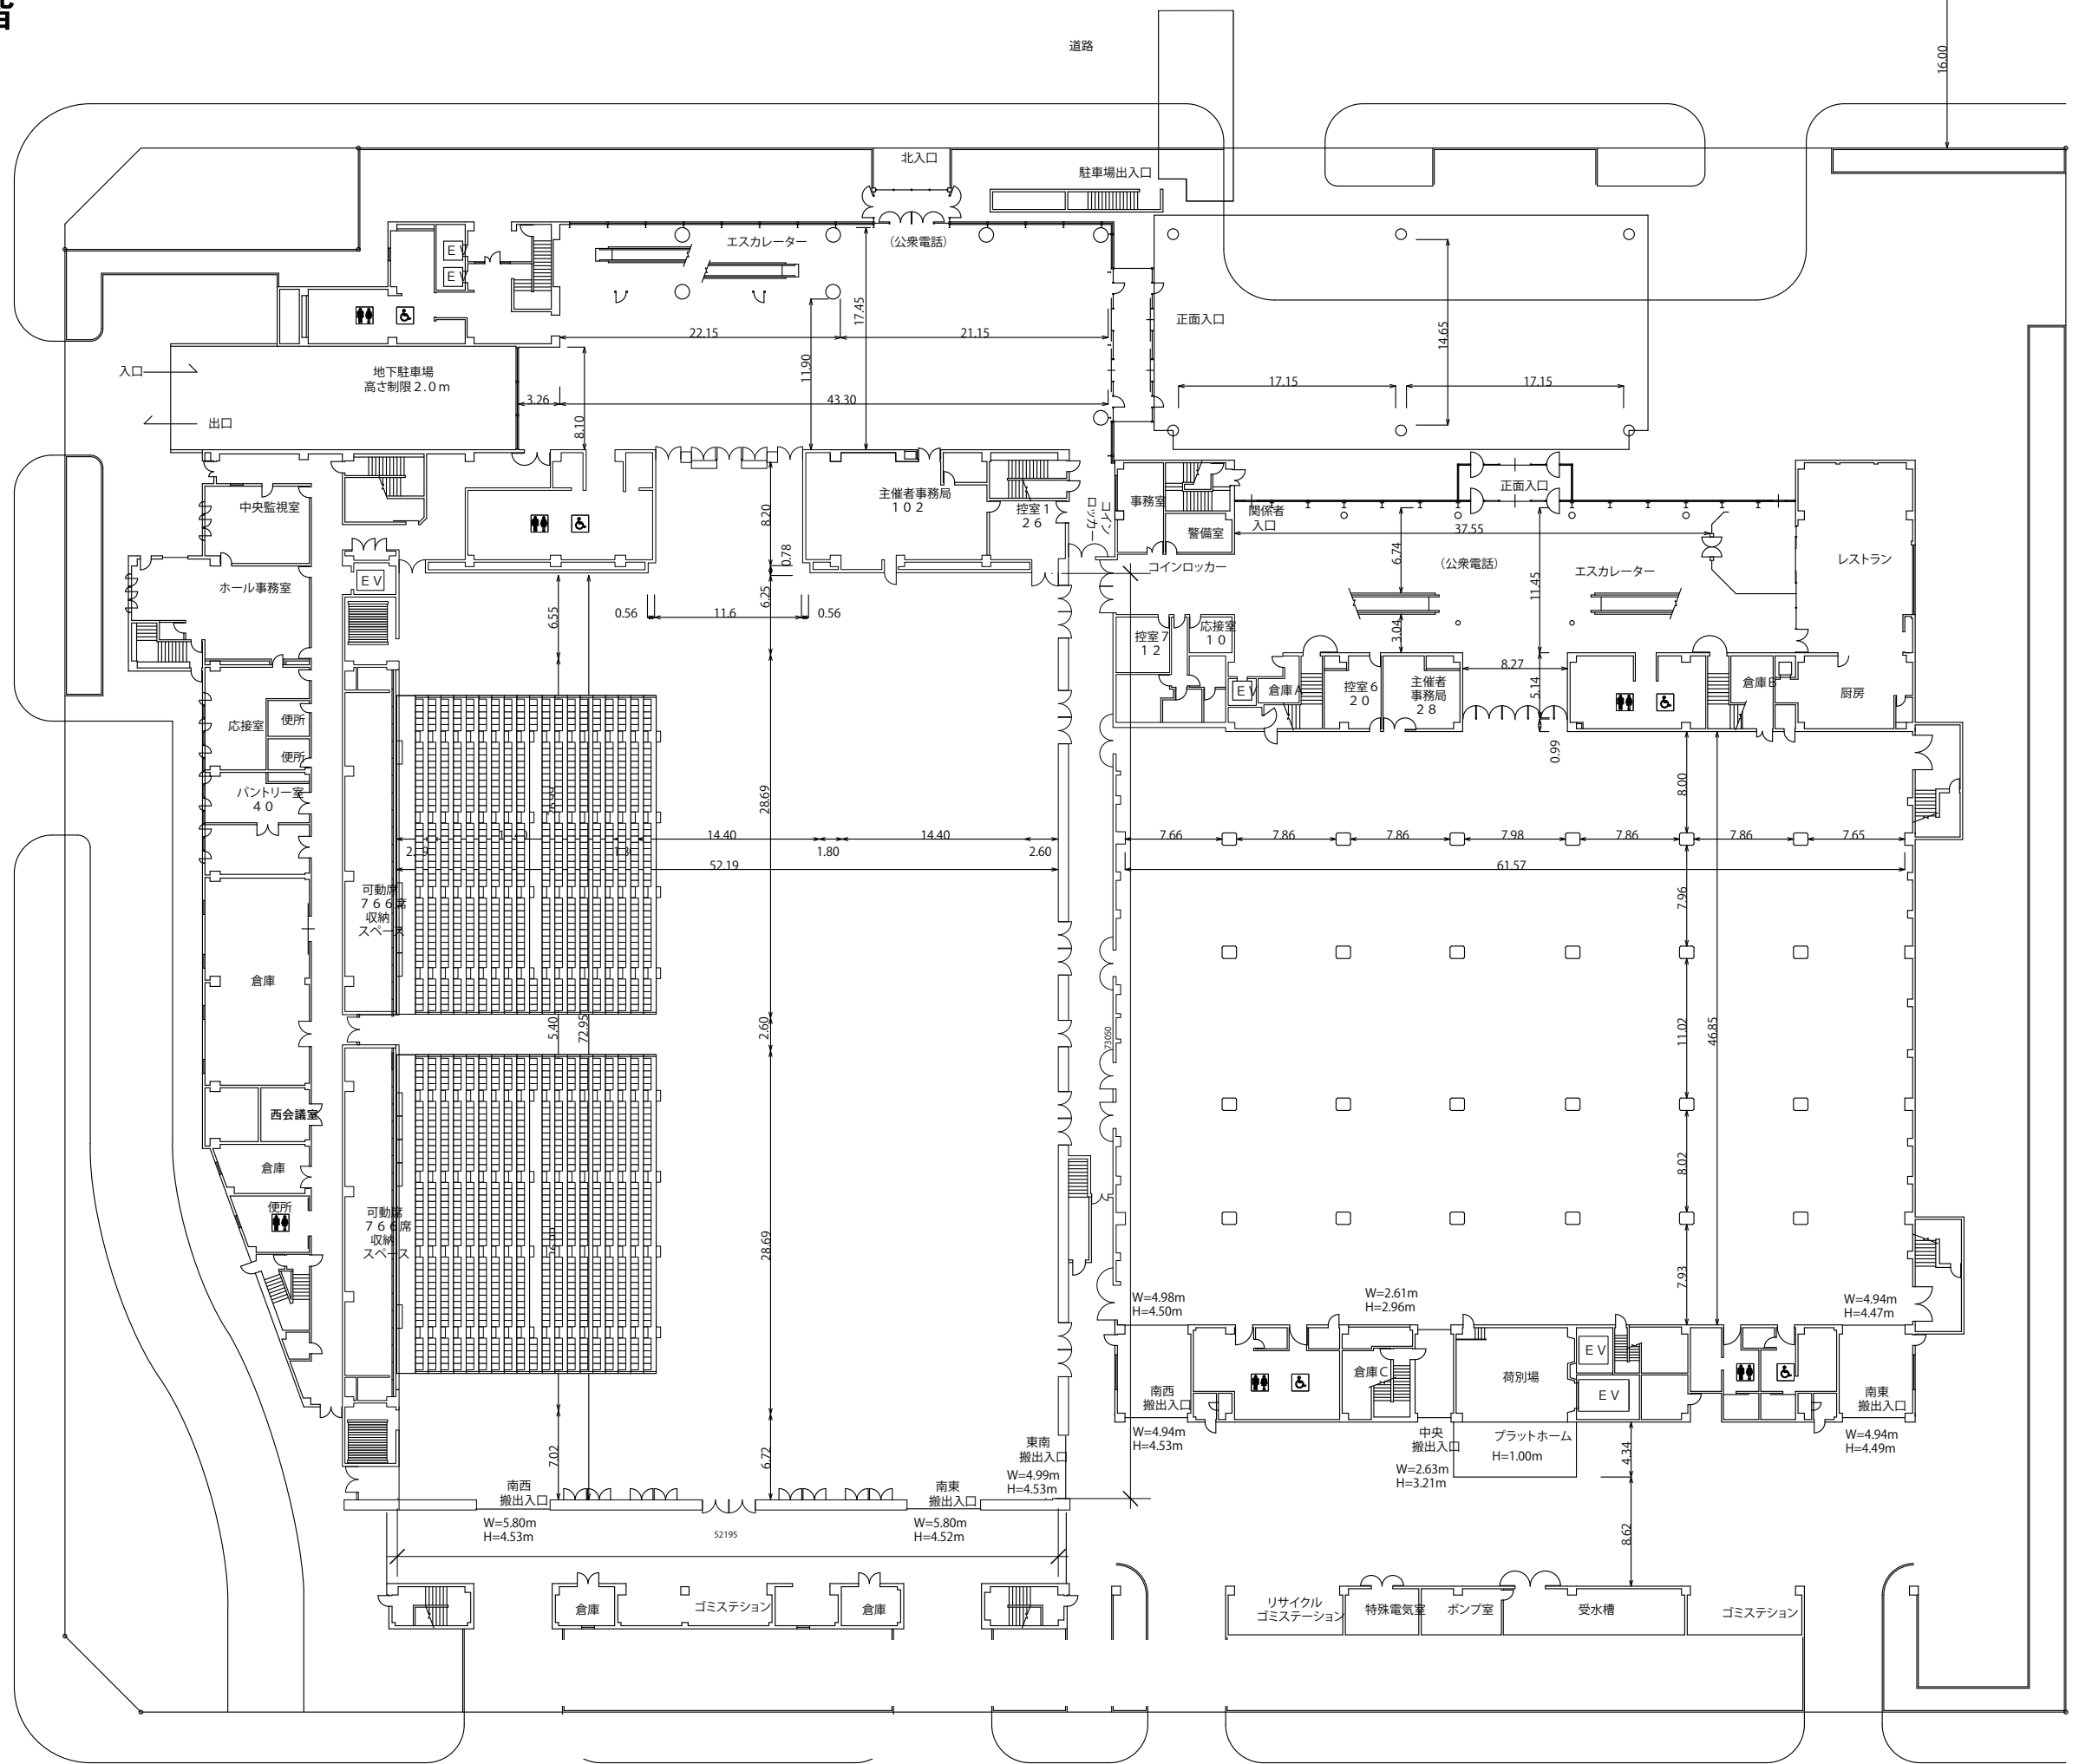 階
道路
16.00
北入口
駐車場出入口
エスカレーター
（公衆電話）
EV
EV
正面入口
17.45
22.15
21.15
14.65
11.90
入口
地下駐車場
高さ制限２.０ｍ
17.15
17.15
3.26
43.30
出口
8.10
中央監視室
主催者事務局
１０２
控室１
２６
コイン
ロッカー
事務室
正面入口
関係者
入口
8.20
警備室
37.55
6.74
0.78
コインロッカー
（公衆電話）
エスカレーター
レストラン
EV
ホール事務室
11.45
6.55
6.25
0.56
11.6
0.56
控室７
１２
応接室
１０
3.04
8.27
応接室
便所
EV
倉庫A
控室６
２０
主催者
事務局
２８
5.14
倉庫B
厨房
便所
0.99
パントリー室
４０
28.69
8.00
14.40
1.80
14.40
2.60
52.19
7.66
7.86
7.86
7.98
7.86
7.86
7.65
61.57
可動席
７６６席
収納
スペース
7.96
倉庫
5.40
72.95
2.60
73050
11.02
46.85
西会議室
倉庫
8.02
便所
可動席
７６６席
収納
スペース
28.69
7.93
W=4.98m
H=4.50m
W=2.61m
H=2.96m
W=4.94m
H=4.47m
EV
倉庫C
荷別場
EV
南西
搬出入口
南東
搬出入口
7.02
6.72
東南
搬出入口
W=4.99m
H=4.53m
W=4.94m
H=4.53m
中央
搬出入口
W=2.63m
H=3.21m
プラットホーム
H=1.00m
4.34
W=4.94m
H=4.49m
南西
搬出入口
W=5.80m
H=4.53m
南東
搬出入口
W=5.80m
H=4.52m
52195
8.62
倉庫
ゴミステション
倉庫
リサイクル
ゴミステーション
特殊電気室
ポンプ室
受水槽
ゴミステション